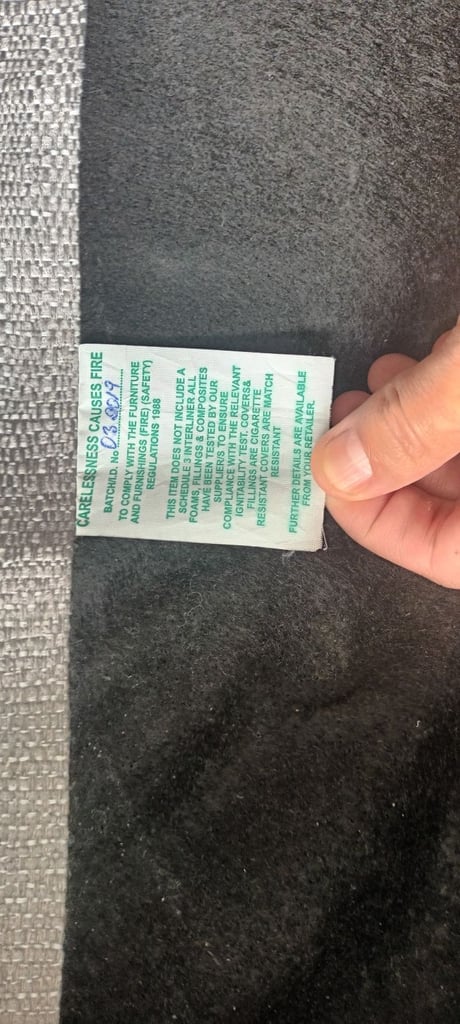 CARELESSNESS CAUSES FIRE
BATCH/ID. No 03.2019
TO COMPLY WITH THE FURNITURE
AND FURNISHINGS (FIRE) (SAFETY)
REGULATIONS 1988
THIS ITEM DOES NOT INCLUDE A
SCHEDULE 3 INTERLINER. ALL
FOAMS, FILLINGS & COMPOSITES
HAVE BEEN TESTED BY OUR
SUPPLIER/S TO ENSURE
COMPLIANCE WITH THE RELEVANT
IGNITABILITY TEST. COVERS&
FILLINGS ARE CIGARETTE
RESISTANT COVERS ARE MATCH
RESISTANT
FURTHER DETAILS ARE AVAILABLE
FROM YOUR RETAILER.